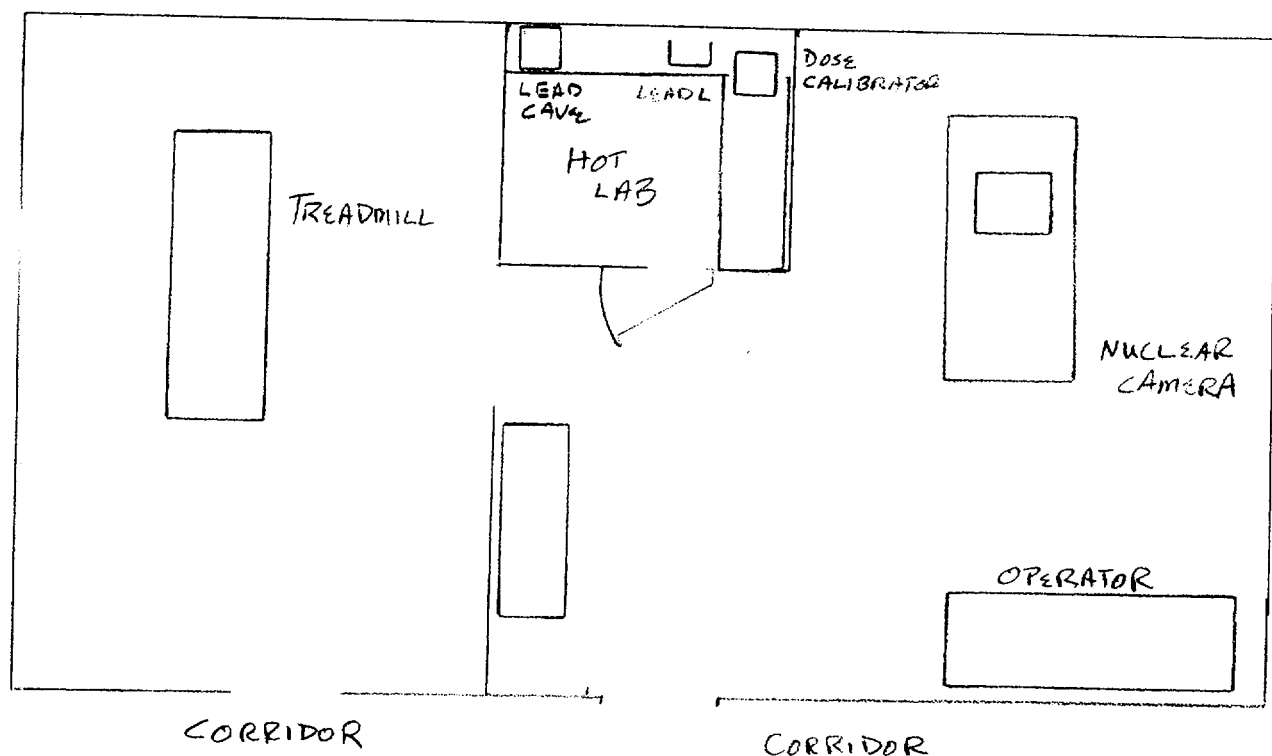 DOSE
CALIBRATOR
LEAD
CAVE
LEAD L
HOT
LAB
TREADMILL
NUCLEAR
CAMERA
OPERATOR
CORRIDOR
CORRIDOR